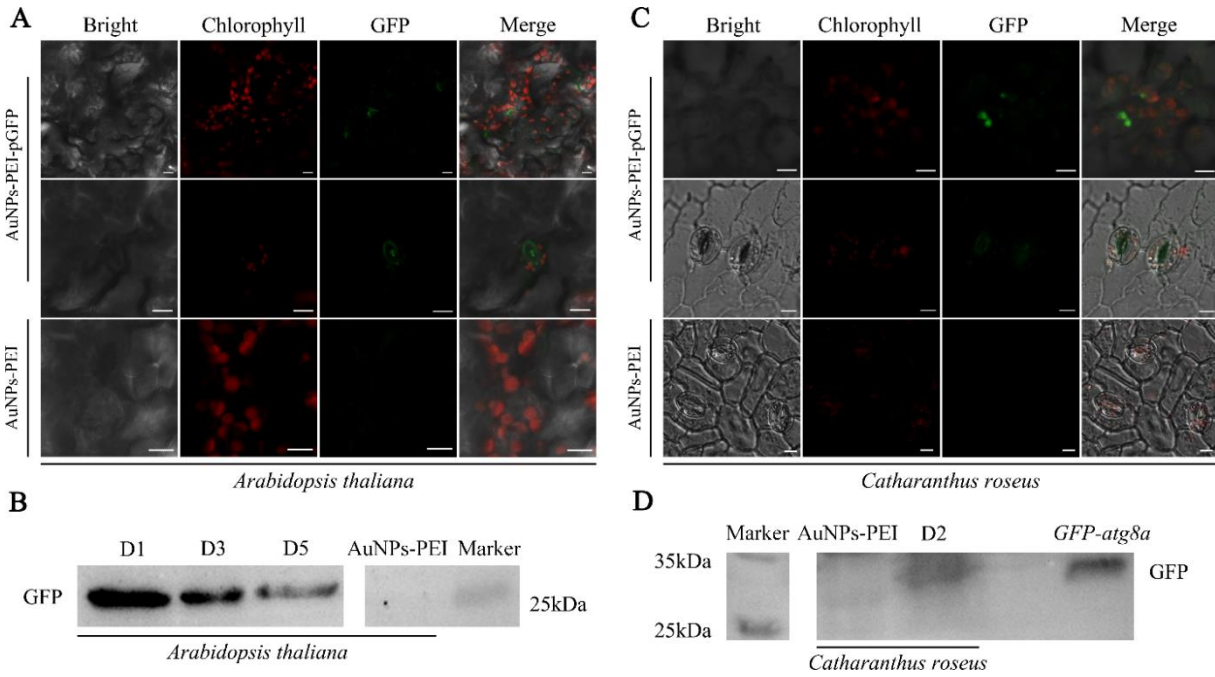 A
Bright Chlorophyll GFP Merge
AuNPs-PEI-pGFP
AuNPs-PEI
Arabidopsis thaliana
C
Bright Chlorophyll GFP Merge
AuNPs-PEI-pGFP
AuNPs-PEI
Catharanthus roseus
B
D1 D3 D5 AuNPs-PEI Marker
GFP 25kDa
Arabidopsis thaliana
D
Marker AuNPs-PEI D2 GFP-atg8a
35kDa GFP
25kDa
Catharanthus roseus